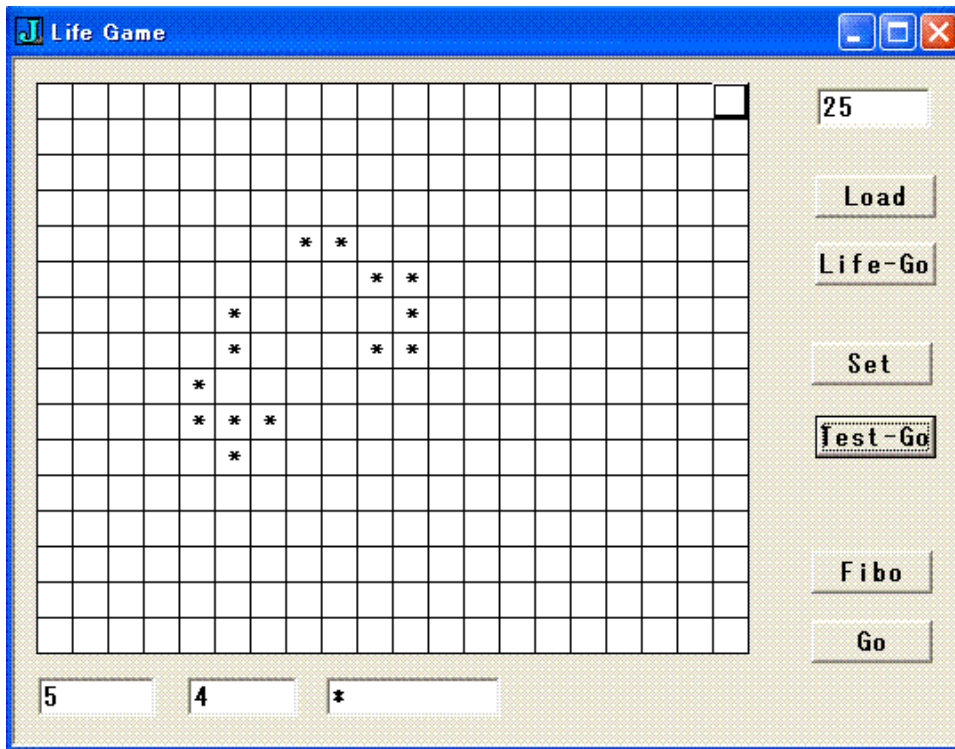 J Life Game
25
Load
Life-Go
* *
* *
* *
Set
* * *
*
Test-Go
* * *
*
Fibo
Go
5 4 *